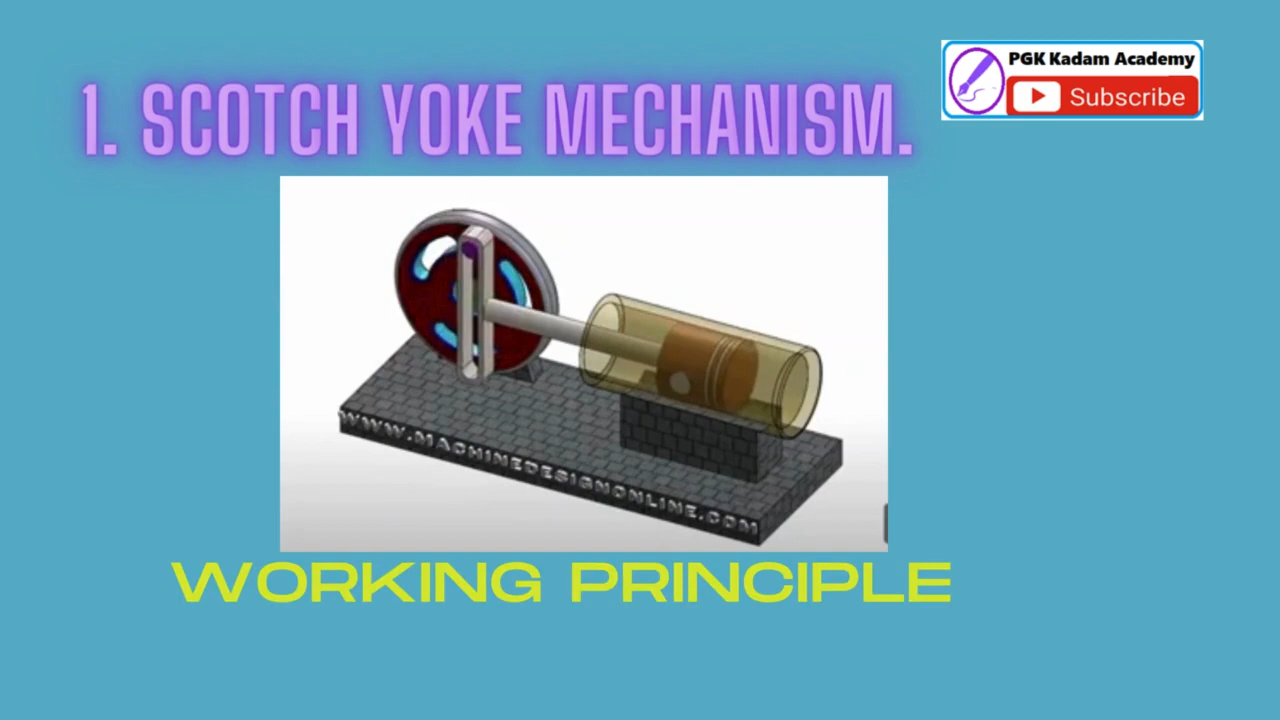 1. SCOTCH YOKE MECHANISM.
PGK Kadam Academy
Subscribe
WWW.MACHINEDESIGNONLINE.COM
WORKING PRINCIPLE